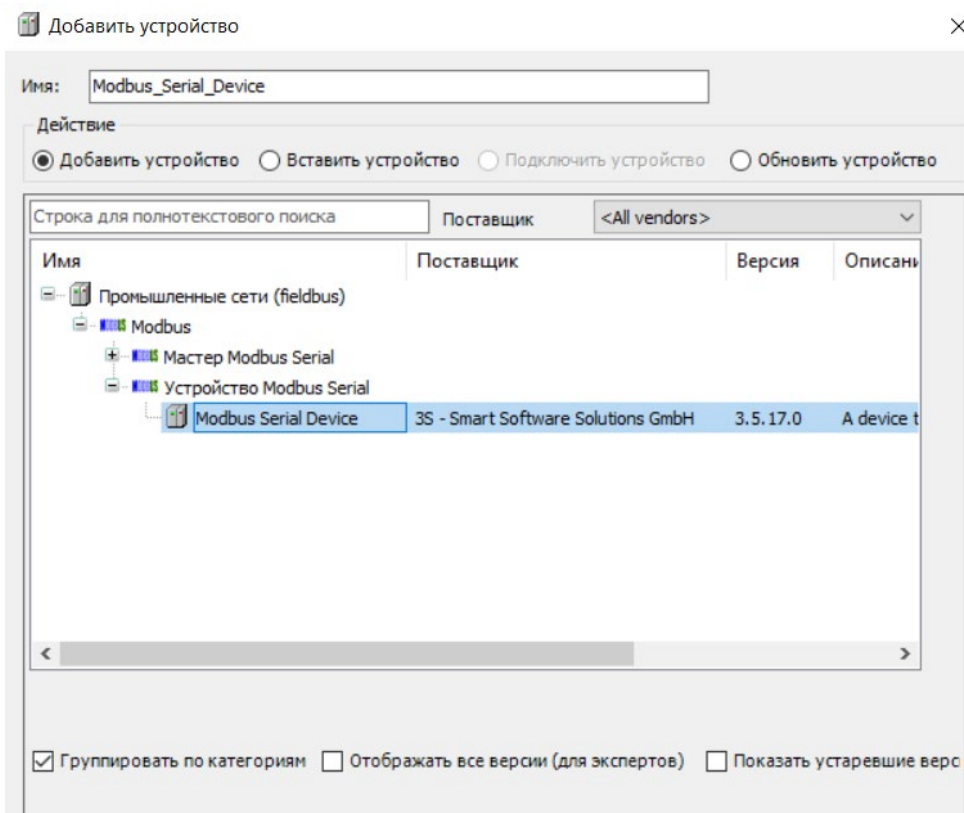 Добавить устройство
Имя: Modbus_Serial_Device
Действие
Добавить устройство Вставить устройство Подключить устройство Обновить устройство
Строка для полнотекстового поиска Поставщик <All vendors>
Имя Поставщик Версия Описани
Промышленные сети (fieldbus)
MODBUS Modbus
MODBUS Мастер Modbus Serial
MODBUS Устройство Modbus Serial
Modbus Serial Device 3S - Smart Software Solutions GmbH 3.5.17.0 A device t
Группировать по категориям Отображать все версии (для экспертов) Показать устаревшие верс